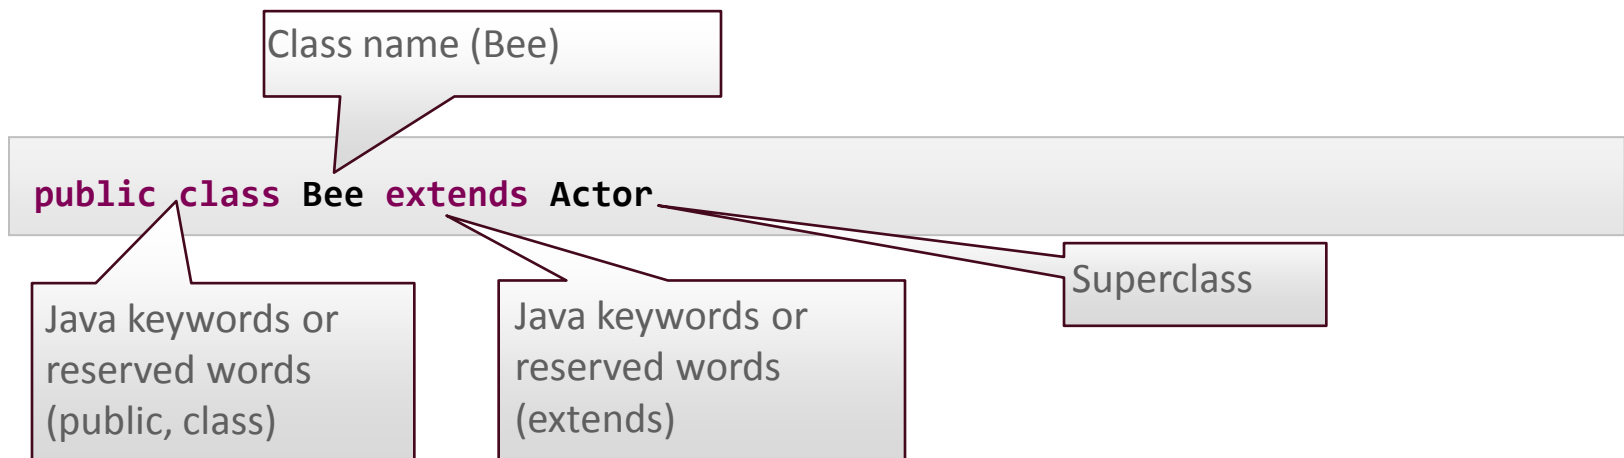 Class name (Bee)
public class Bee extends Actor
Superclass
Java keywords or
reserved words
(public, class)
Java keywords or
reserved words
(extends)